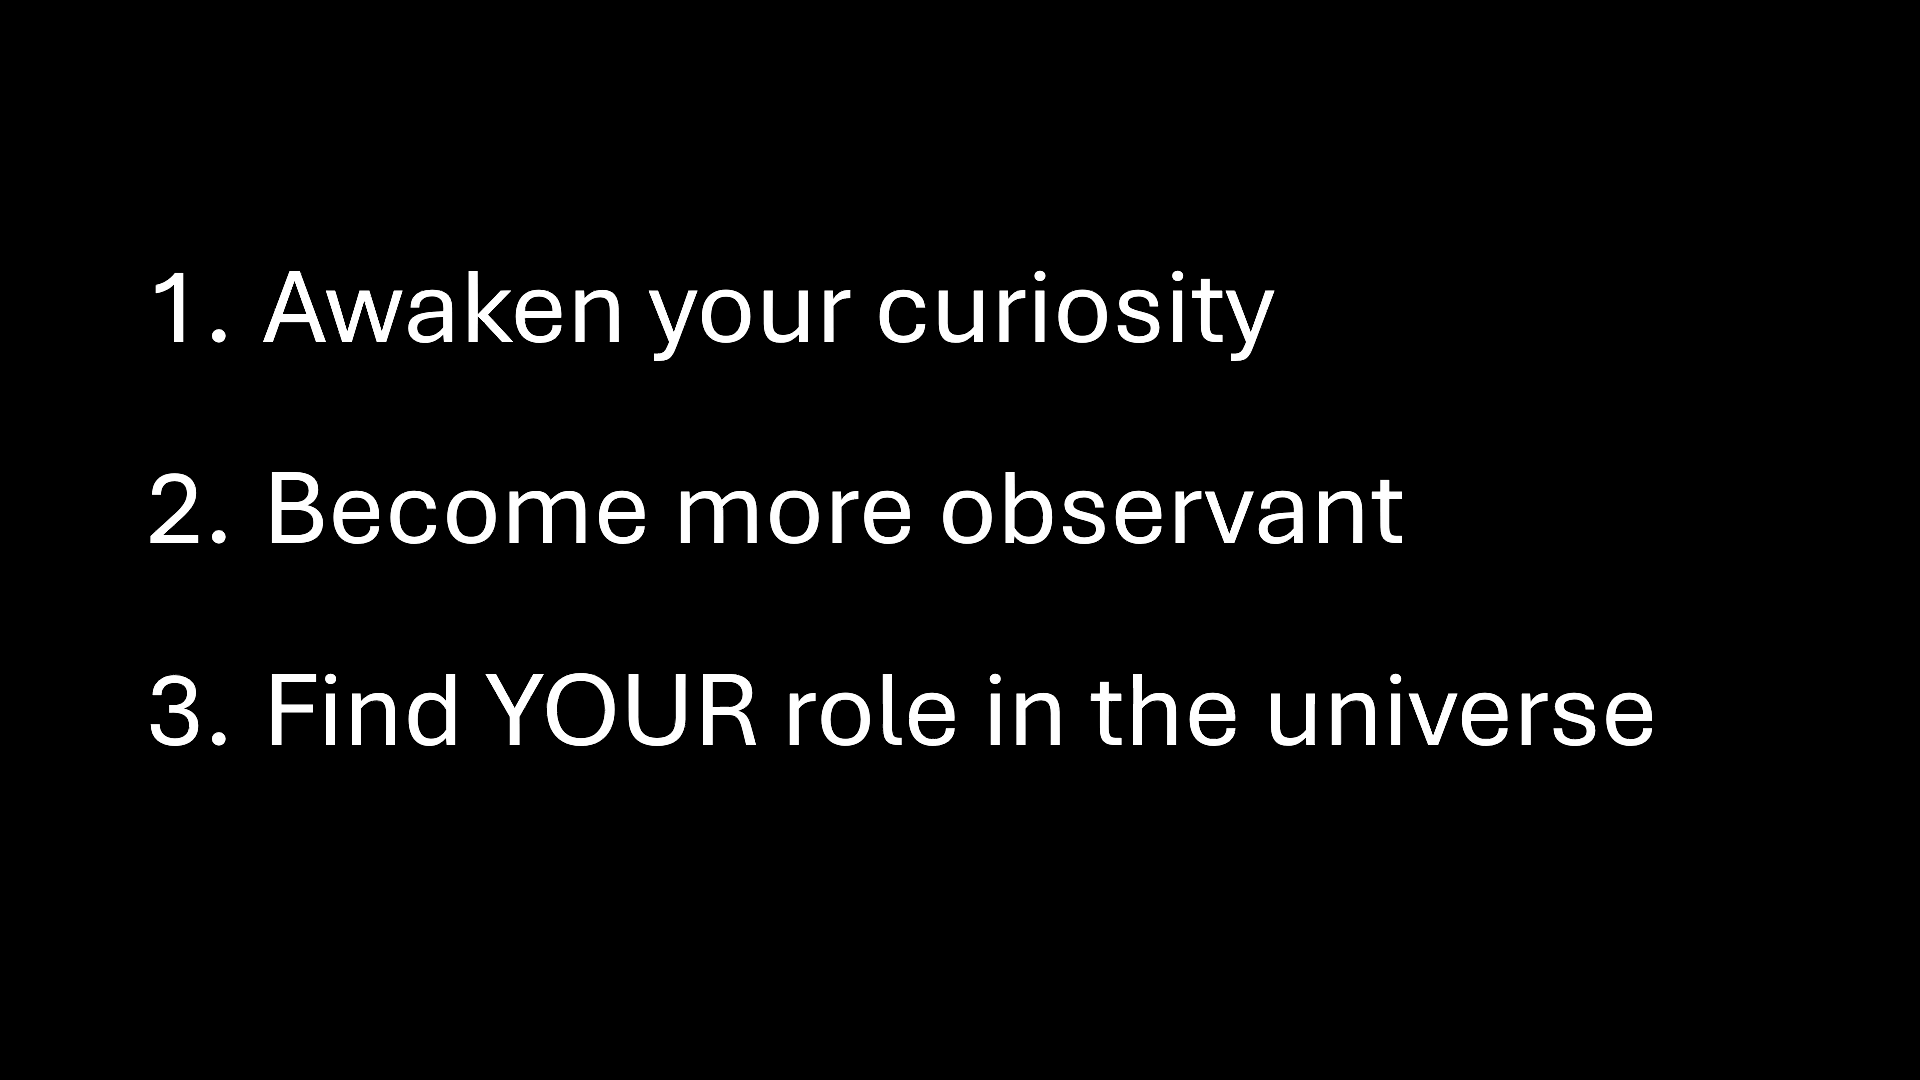 1. Awaken your curiosity
2. Become more observant
3. Find YOUR role in the universe